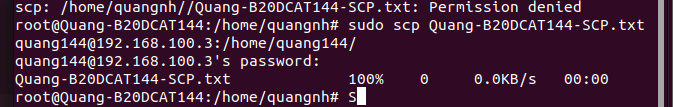 scp: /home/quangnh//Quang-B20DCAT144-SCP.txt: Permission denied
root@Quang-B20DCAT144:/home/quangnh# sudo scp Quang-B20DCAT144-SCP.txt
quang144@192.168.100.3:/home/quang144/
quang144@192.168.100.3's password:
Quang-B20DCAT144-SCP.txt 100% 0 0.0KB/s 00:00
root@Quang-B20DCAT144:/home/quangnh# S